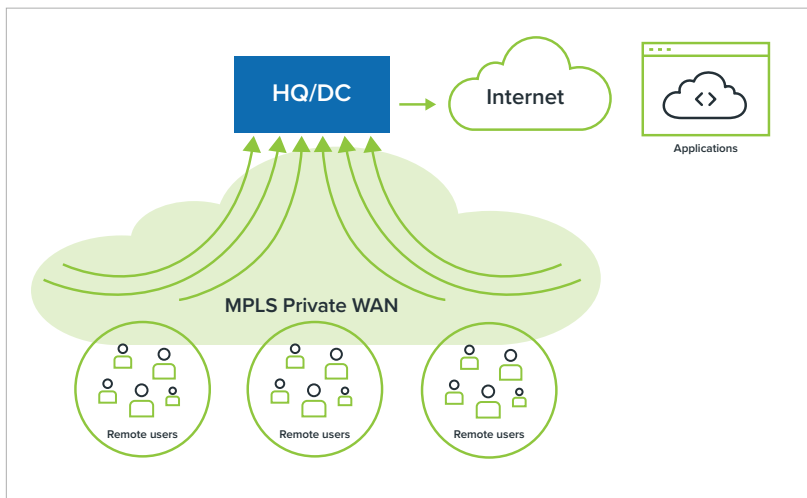 HQ/DC
Internet
Applications
MPLS Private WAN
Remote users
Remote users
Remote users